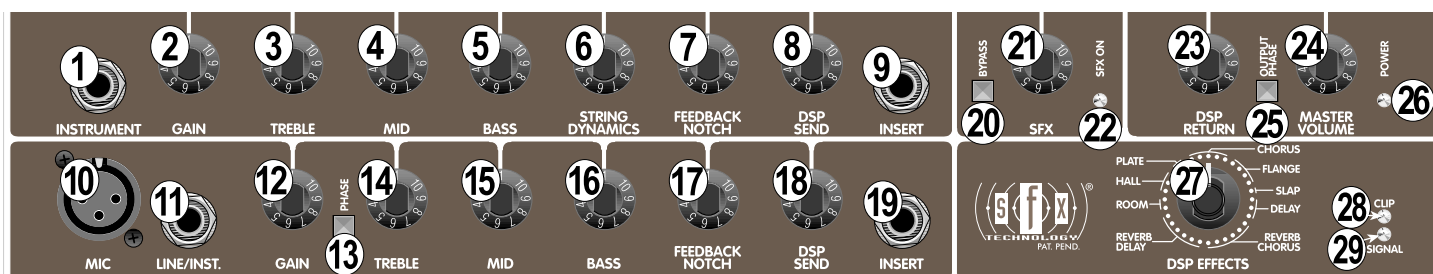 1 2 3 4 5 6 7 8 9
INSTRUMENT GAIN TREBLE MID BASS STRING DYNAMICS FEEDBACK NOTCH DSP SEND INSERT
BYPASS
20
21
SFX
SFX ON
22
23
DSP RETURN
OUTPUT PHASE
25
24
MASTER VOLUME
POWER
26
10 11 12 13 14 15 16 17 18 19
MIC LINE/INST. GAIN PHASE TREBLE MID BASS FEEDBACK NOTCH DSP SEND INSERT
sfx ®
TECHNOLOGY
PAT. PEND.
27
CHORUS
FLANGE
SLAP
DELAY
REVERB CHORUS
REVERB DELAY
ROOM
HALL
PLATE
DSP EFFECTS
28 CLIP
29 SIGNAL